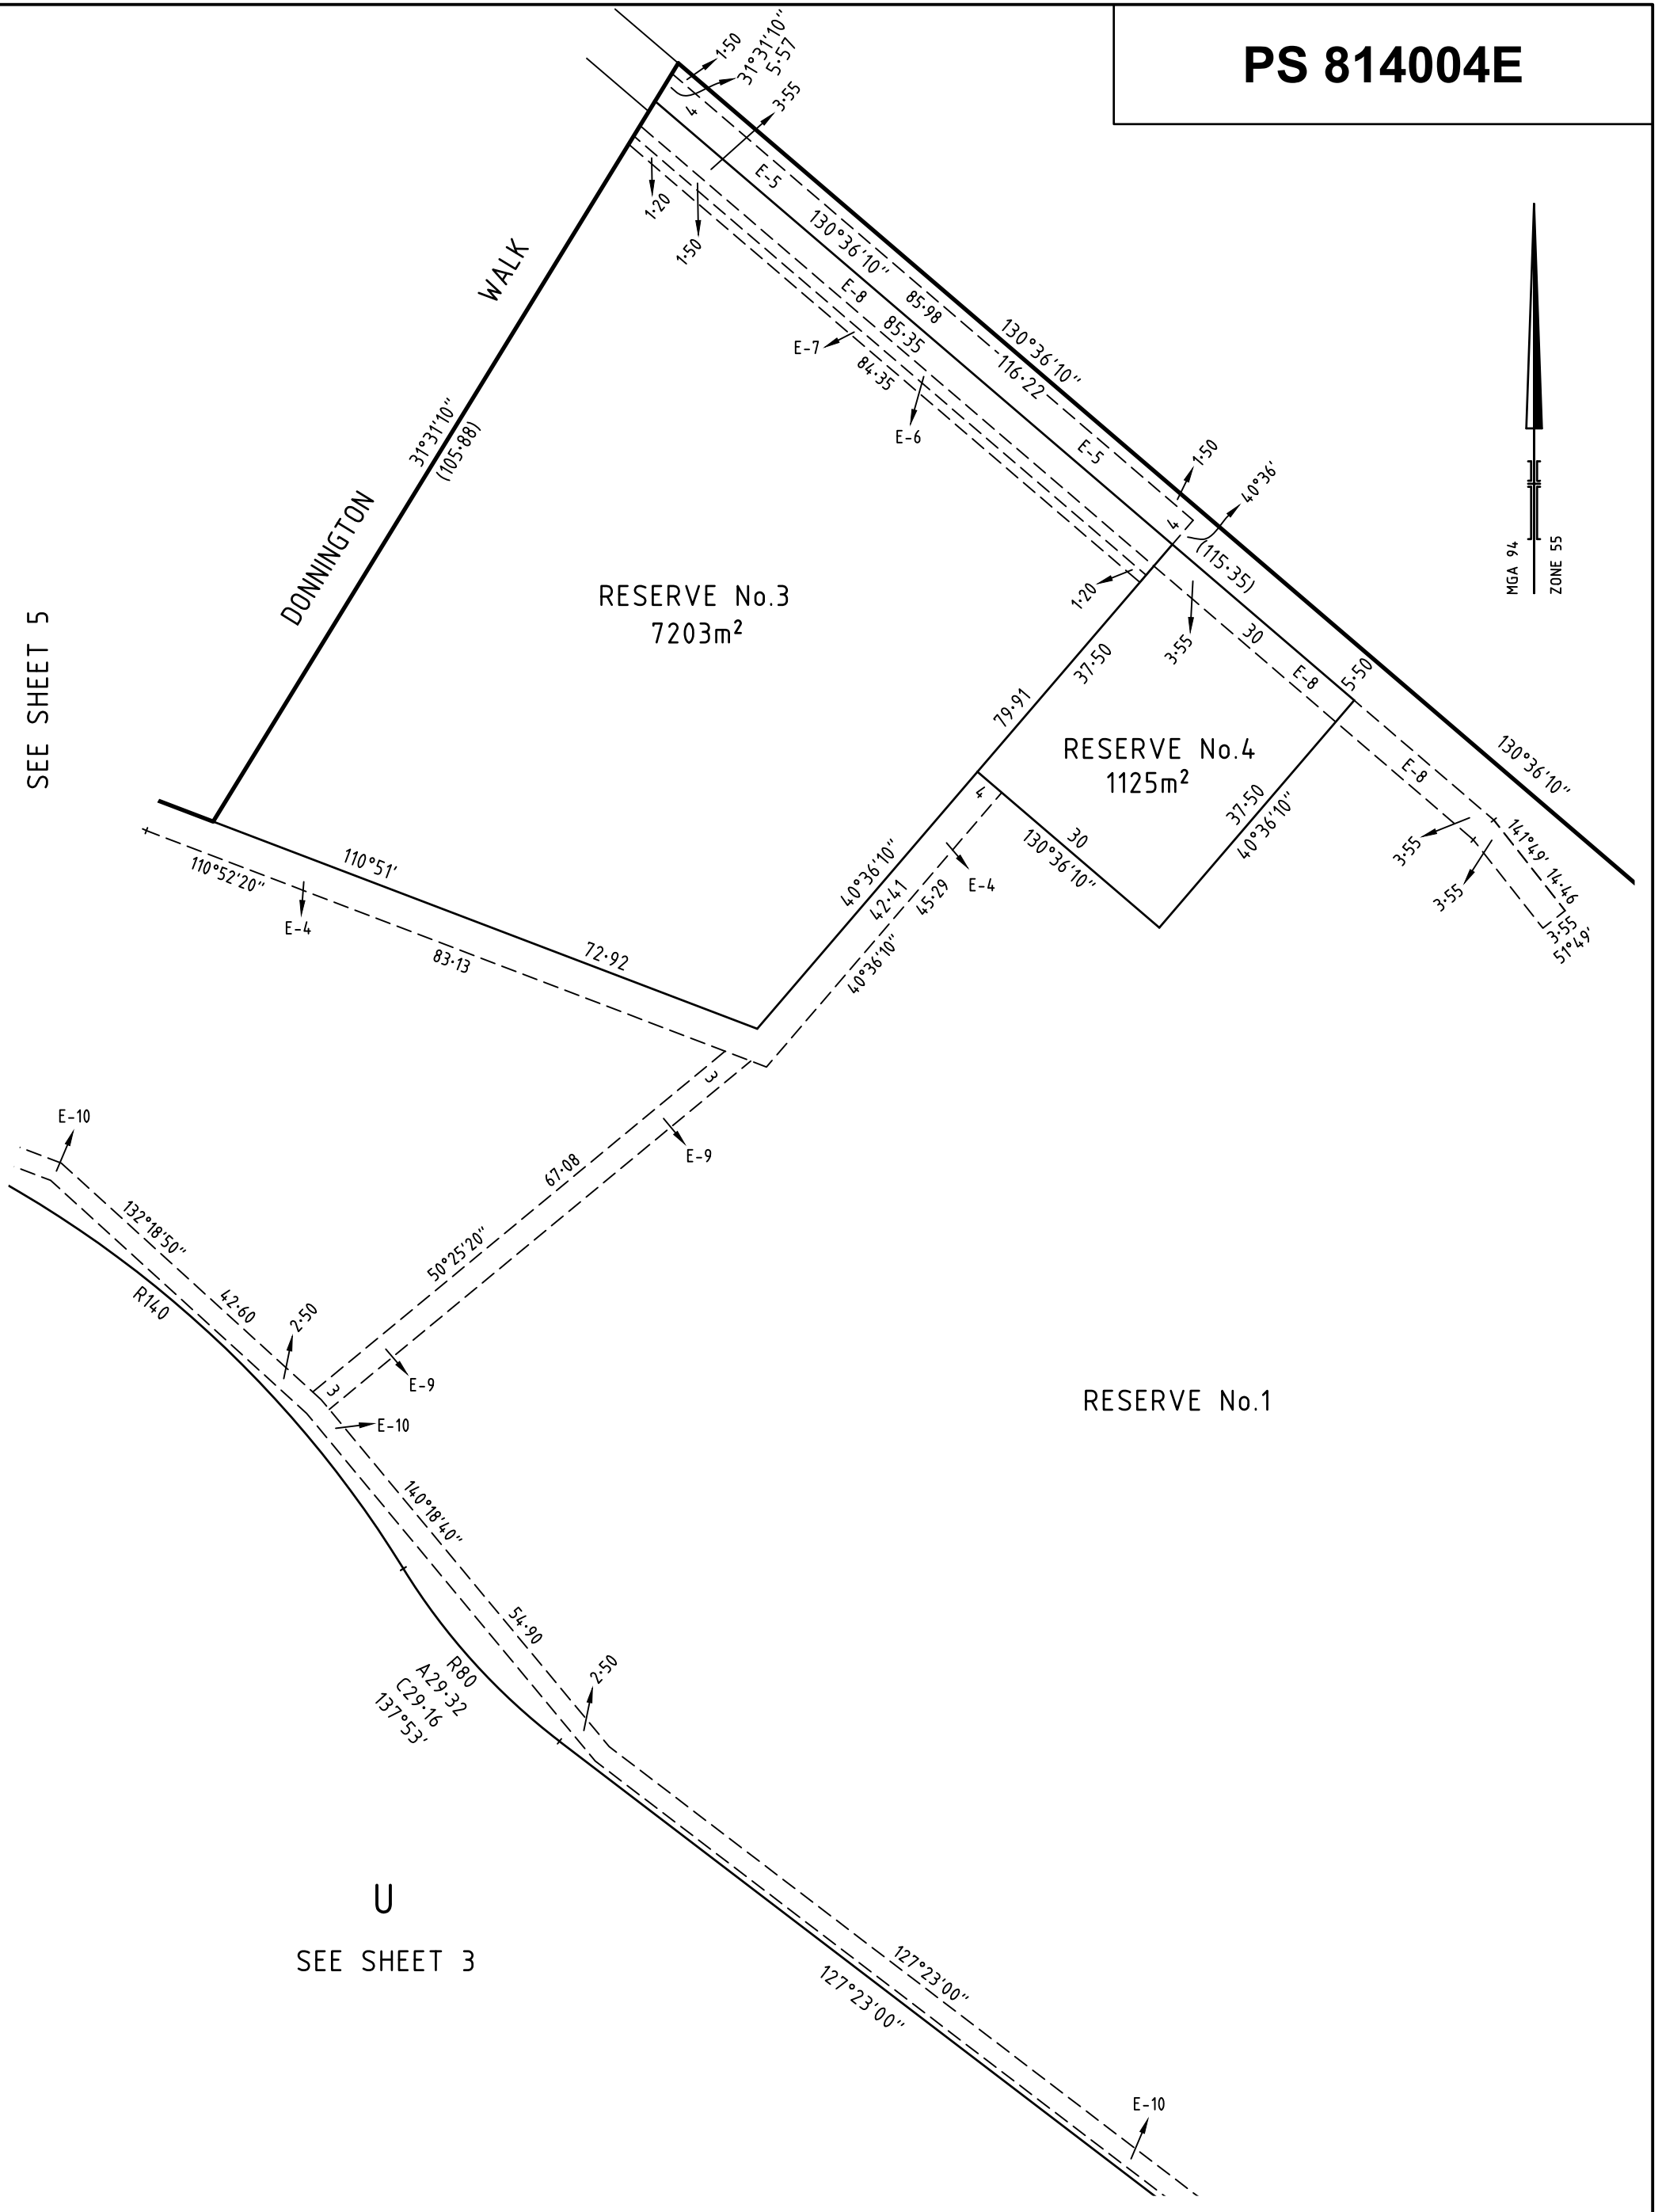 PS 814004E
1·50
31°31'10"
5·57
3·55
4
E-5
1·20
1·50
130°36'10"
E-8
85·98
85·35
84·35
E-7
E-6
130°36'10"
116·22
E-5
1·50
40°36'
4
(115·35)
MGA 94
ZONE 55
DONNINGTON WALK
31°31'10"
(105·88)
SEE SHEET 5
RESERVE No.3
7203m²
1·20
3·55
30
E-8
5·50
37·50
79·91
RESERVE No.4
1125m²
37·50
40°36'10"
4
30
130°36'10"
E-8
130°36'10"
3·55
3·55
141°49' 14·46
3·55
51°49'
110°51'
72·92
110°52'20"
E-4
83·13
40°36'10"
42·41
45·29
40°36'10"
E-4
3
E-9
67·08
50°25'20"
E-9
3
E-10
132°18'50"
42·60
2·50
R140
E-10
140°18'40"
54·90
2·50
R80
A29·32
C29·16
137°53'
RESERVE No.1
U
SEE SHEET 3
127°23'00"
127°23'00"
E-10